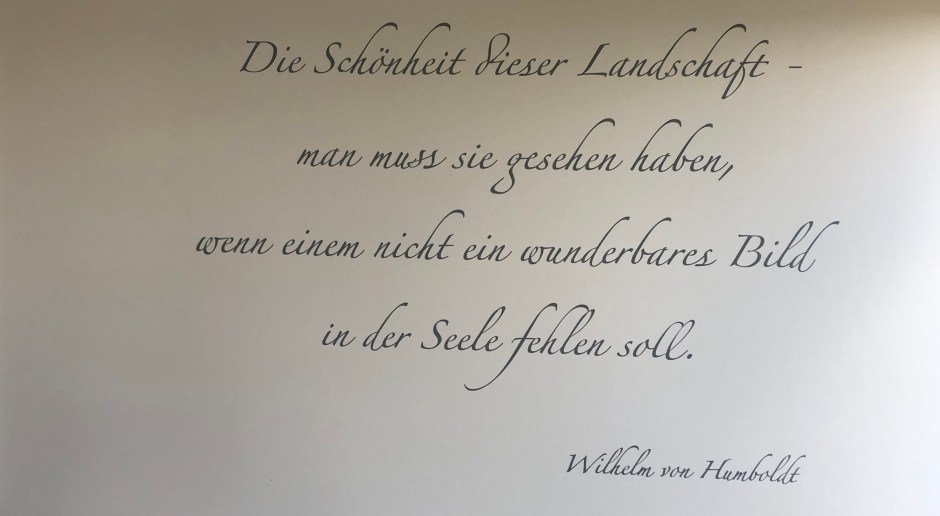 Die Schönheit dieser Landschaft -
man muss sie gesehen haben,
wenn einem nicht ein wunderbares Bild
in der Seele fehlen soll.
Wilhelm von Humboldt